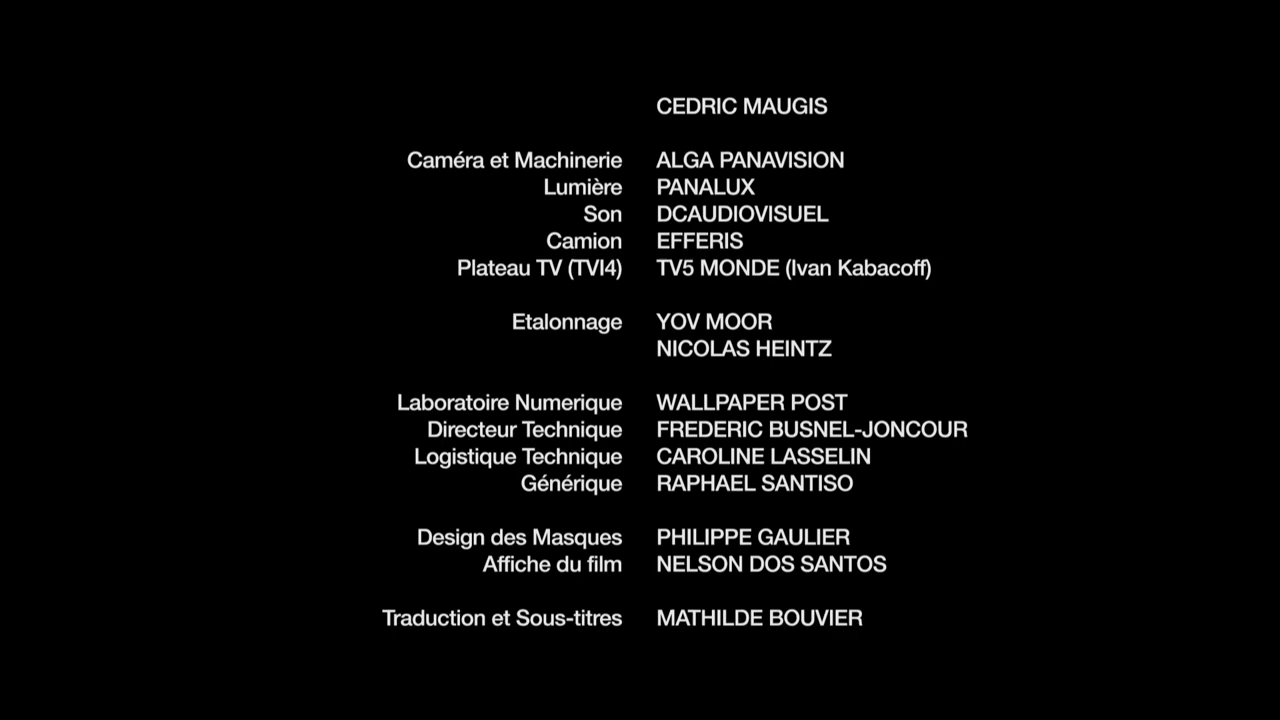 CEDRIC MAUGIS
Caméra et Machinerie ALGA PANAVISION
Lumière PANALUX
Son DCAUDIOVISUEL
Camion EFFERIS
Plateau TV (TVI4) TV5 MONDE (Ivan Kabacoff)
Etalonnage YOV MOOR
NICOLAS HEINTZ
Laboratoire Numerique WALLPAPER POST
Directeur Technique FREDERIC BUSNEL-JONCOUR
Logistique Technique CAROLINE LASSELIN
Générique RAPHAEL SANTISO
Design des Masques PHILIPPE GAULIER
Affiche du film NELSON DOS SANTOS
Traduction et Sous-titres MATHILDE BOUVIER